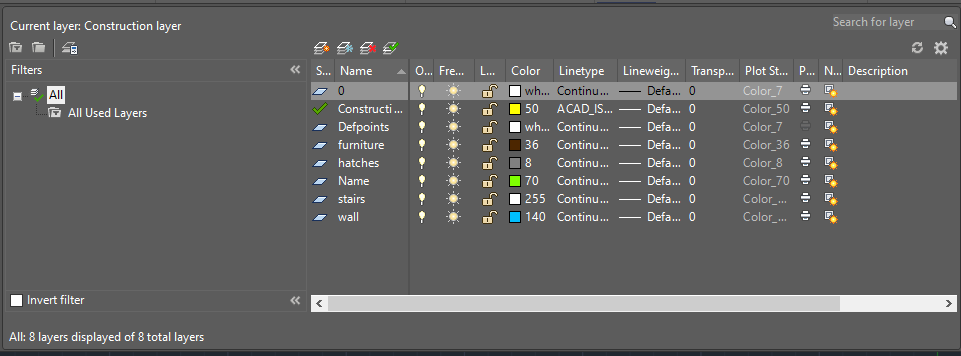 Current layer: Construction layer
Search for layer
Filters
All
All Used Layers
Invert filter
S... Name O... Fre... L... Color Linetype Lineweig... Transp... Plot St... P... N... Description
0 wh... Continu... Defa... 0 Color_7
Constructi... 50 ACAD_IS... Defa... 0 Color_50
Defpoints wh... Continu... Defa... 0 Color_7
furniture 36 Continu... Defa... 0 Color_36
hatches 8 Continu... Defa... 0 Color_8
Name 70 Continu... Defa... 0 Color_70
stairs 255 Continu... Defa... 0 Color_...
wall 140 Continu... Defa... 0 Color_...
All: 8 layers displayed of 8 total layers